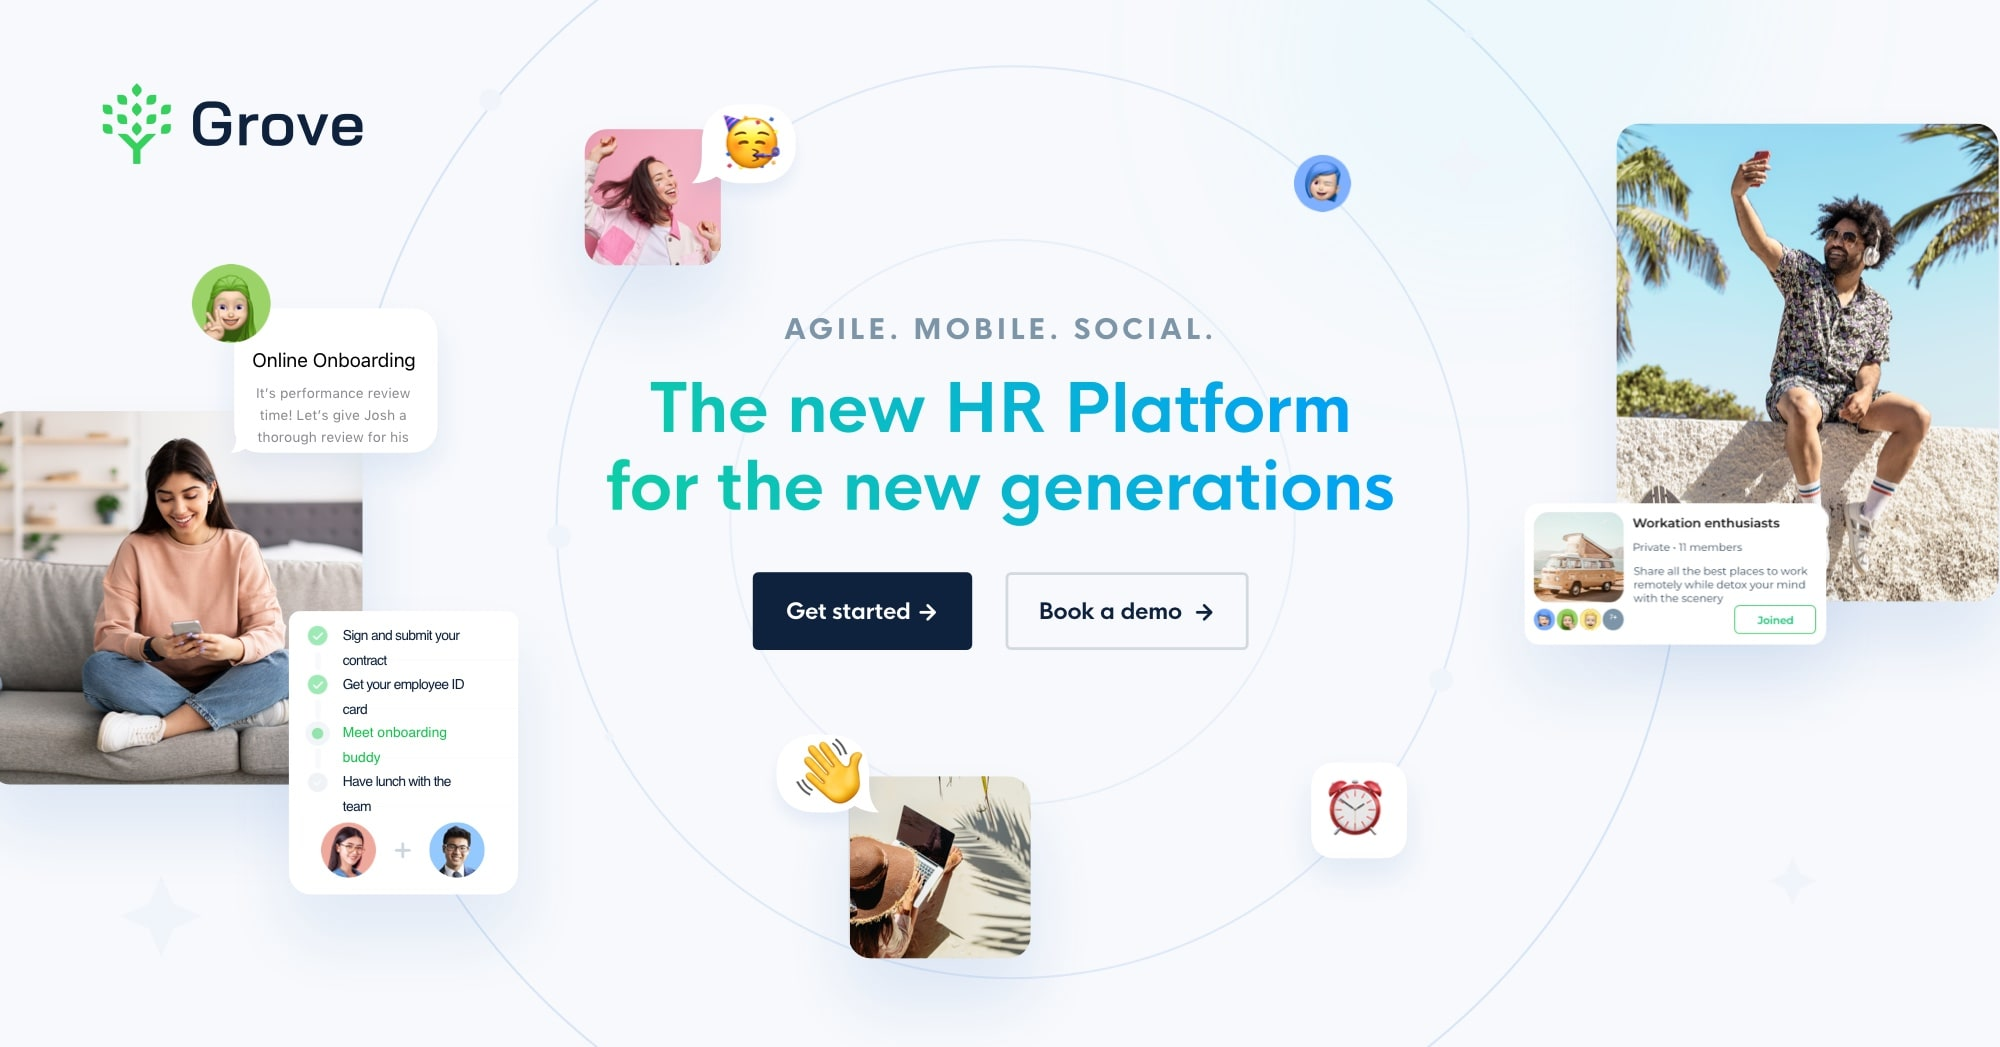 Grove
AGILE. MOBILE. SOCIAL.
The new HR Platform
for the new generations
Get started →
Book a demo →
Online Onboarding
It's performance review
time! Let's give Josh a
thorough review for his
Sign and submit your
contract
Get your employee ID
card
Meet onboarding
buddy
Have lunch with the
team
+
Workation enthusiasts
Private • 11 members
Share all the best places to work
remotely while detox your mind
with the scenery
7+
Joined